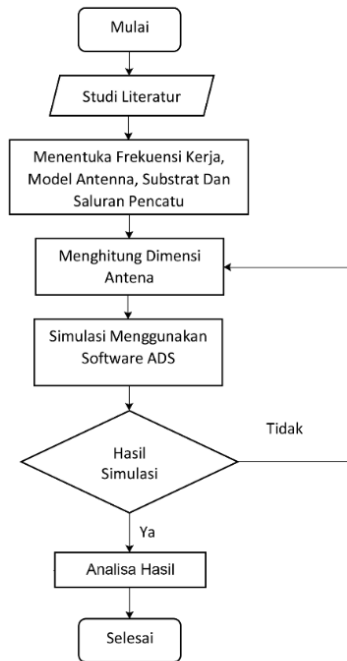 Mulai
Studi Literatur
Menentuka Frekuensi Kerja,
Model Antenna, Substrat Dan
Saluran Pencatu
Menghitung Dimensi
Antena
Simulasi Menggunakan
Software ADS
Hasil
Simulasi
Tidak
Ya
Analisa Hasil
Selesai